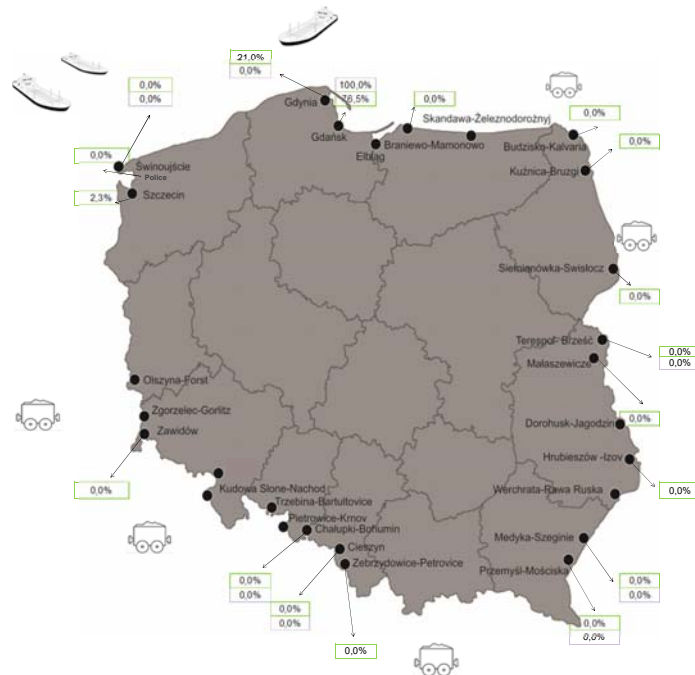 21,0%
0,0%
0,0%
0,0%
100,0%
76,5%
0,0%
Gdynia
Gdańsk
Elbląg
Skandawa-Żeleznodorożnyj
Braniewo-Mamonowo
0,0%
Budzisko-Kalvaria
0,0%
Kuźnica-Bruzgi
0,0%
Świnoujście
Police
2,3%
Szczecin
Siemianówka-Swisłocz
0,0%
Terespol- Brześć
0,0%
0,0%
Małaszewicze
Olszyna-Forst
Zgorzelec-Gorlitz
Zawidów
Dorohusk-Jagodzin
0,0%
Hrubieszów -Izov
0,0%
0,0%
Kudowa Słone-Nachod
Werchrata-Rawa Ruska
Trzebina-Bartultovice
Pietrowice-Krnov
Chałupki-Bohumin
Medyka-Szeginie
Cieszyn
Zebrzydowice-Petrovice
Przemyśl-Mościska
0,0%
0,0%
0,0%
0,0%
0,0%
0,0%
0,0%
0,0%
0,0%